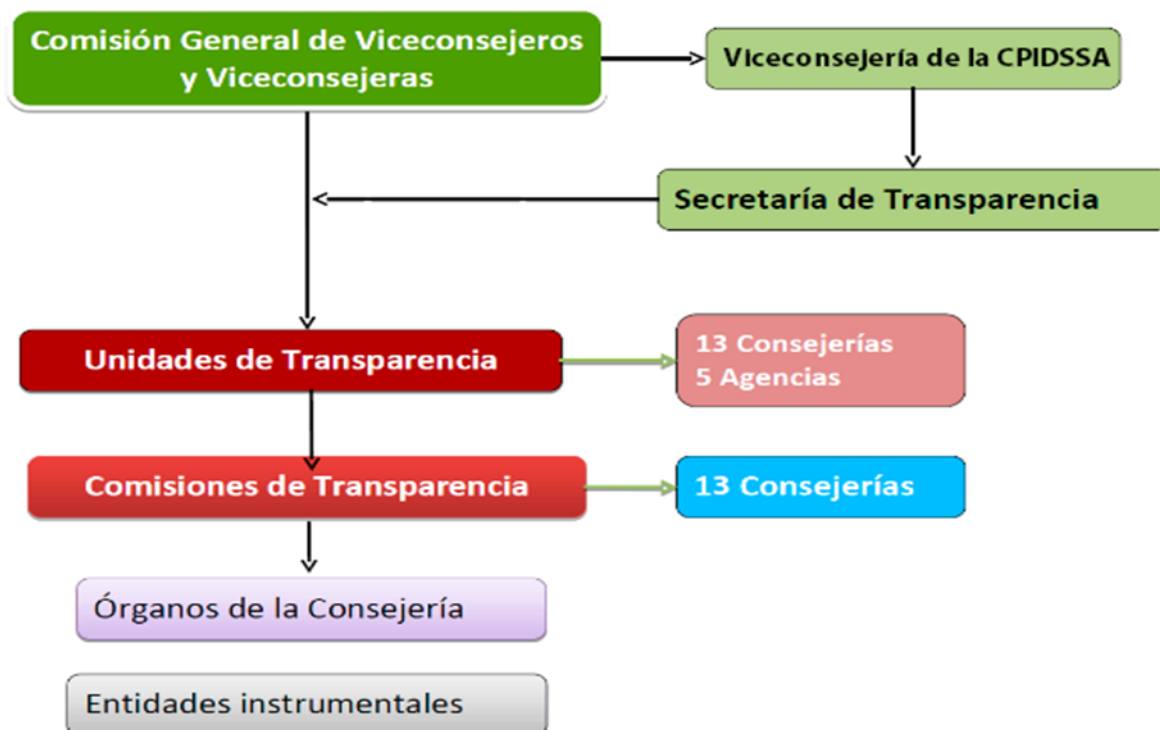 Comisión General de Viceconsejeros
y Viceconsejeras
Viceconsejería de la CPIDSSA
Secretaría de Transparencia
Unidades de Transparencia
13 Consejerías
5 Agencias
Comisiones de Transparencia
13 Consejerías
Órganos de la Consejería
Entidades instrumentales